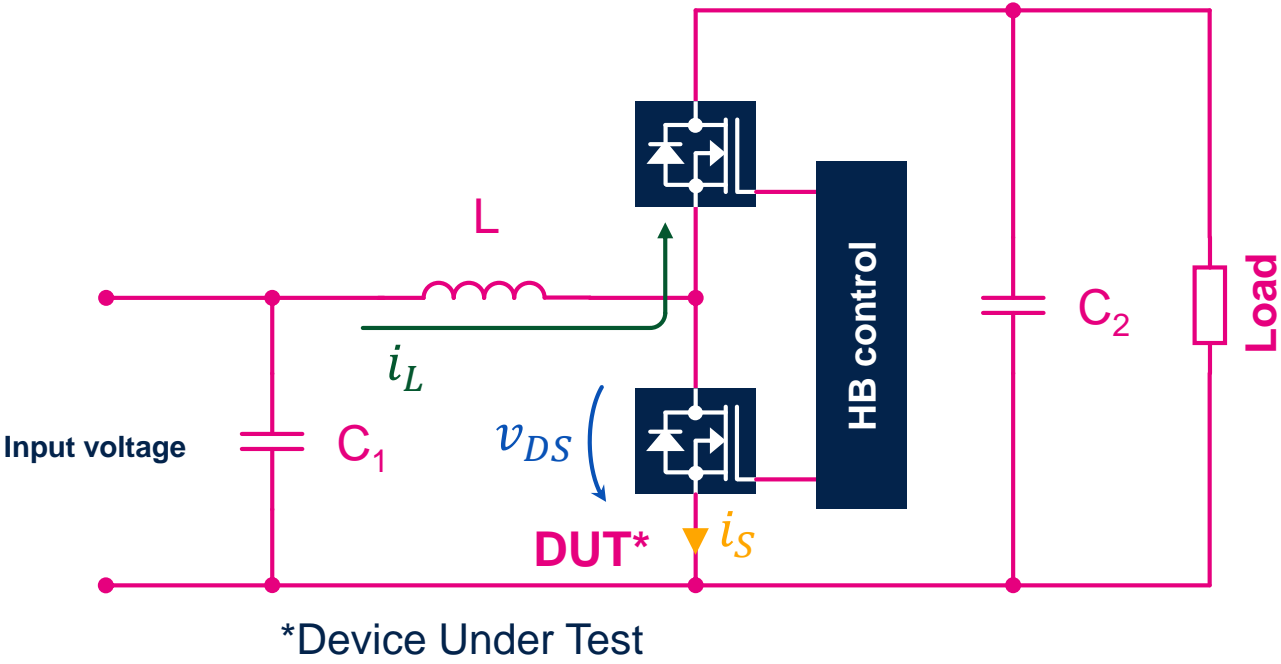 L
i_L
HB control
C₂
Load
Input voltage
C₁
v_DS
DUT*
i_S
*Device Under Test